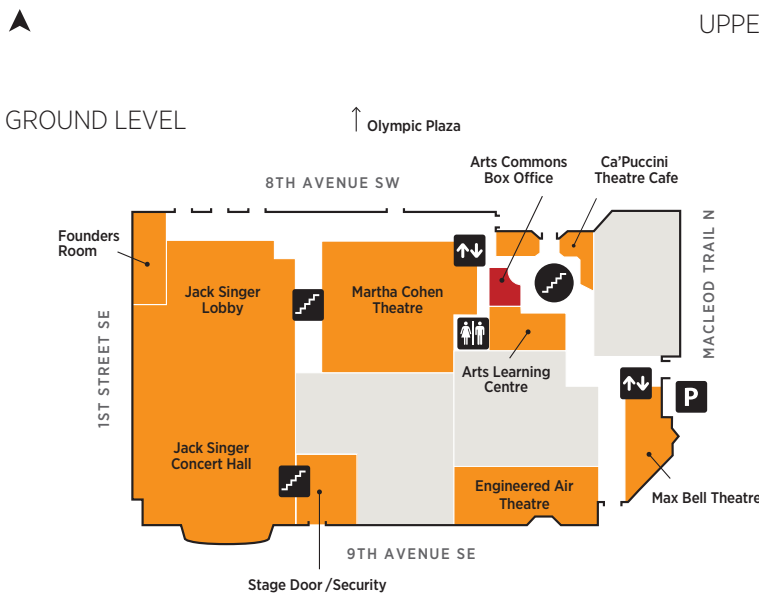 UPPE
GROUND LEVEL
Olympic Plaza
8TH AVENUE SW
Arts Commons
Box Office
Ca'Puccini
Theatre Cafe
Founders
Room
MACLEOD TRAIL N
Jack Singer
Lobby
Martha Cohen
Theatre
1ST STREET SE
Arts Learning
Centre
P
Jack Singer
Concert Hall
Engineered Air
Theatre
Max Bell Theatre
9TH AVENUE SE
Stage Door/Security